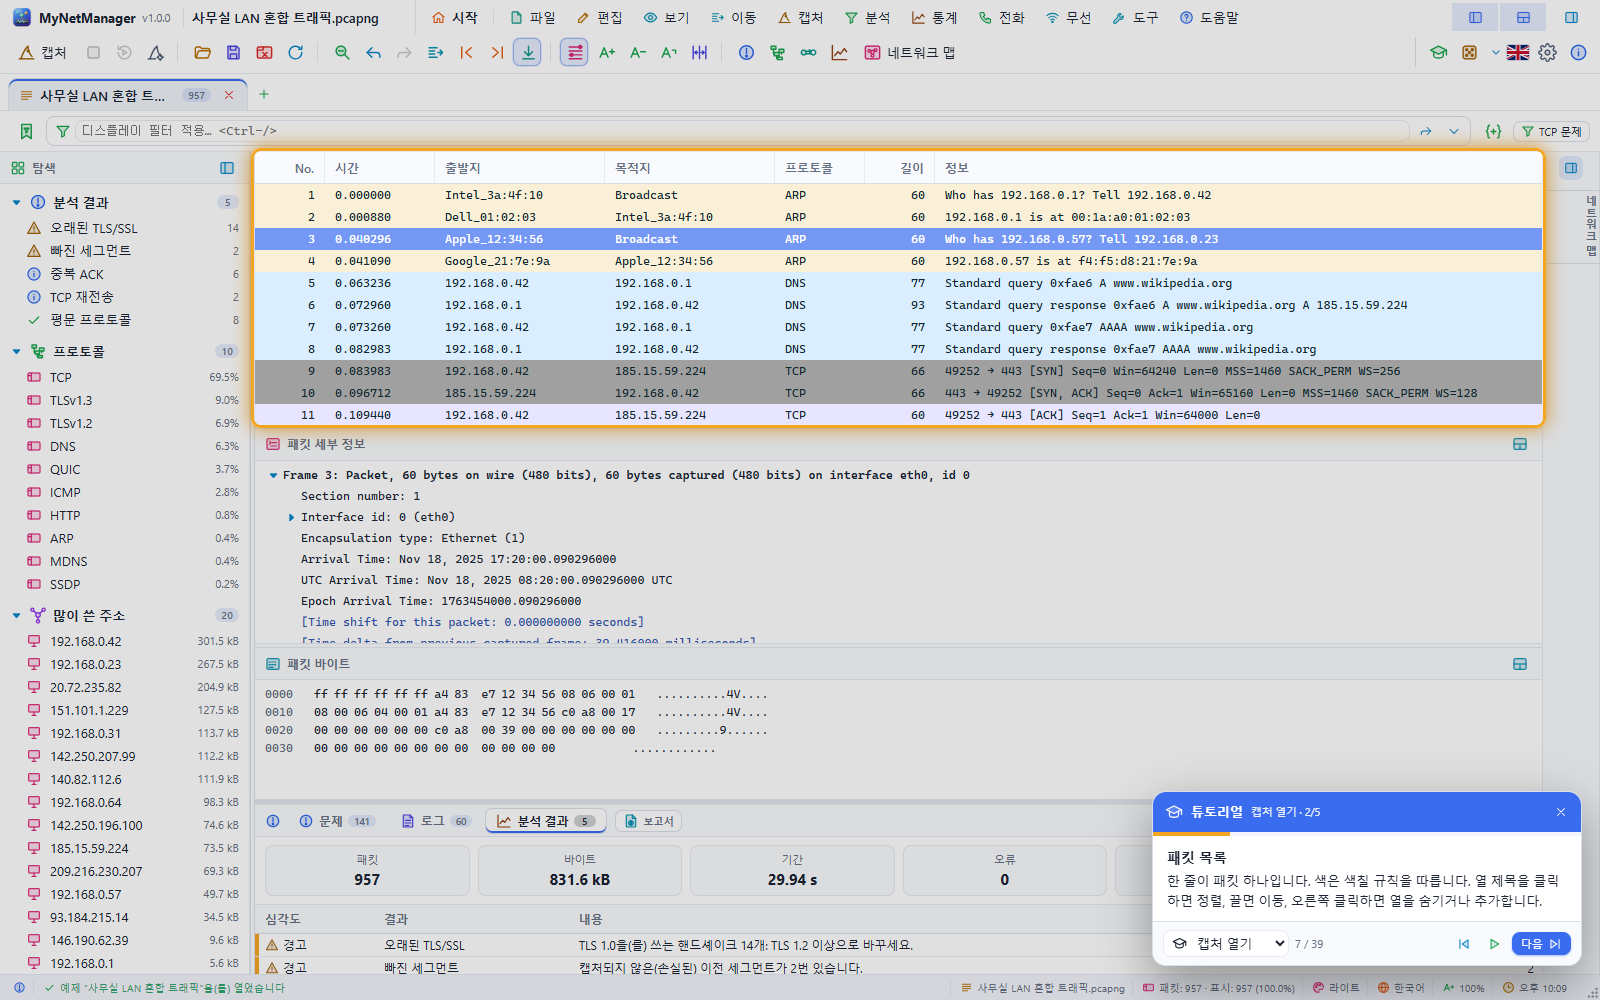 MyNetManager v1.0.0 사무실 LAN 혼합 트래픽.pcapng 시작 파일 편집 보기 이동 캡처 분석 통계 전화 무선 도구 도움말
캡처 A+ A- 네트워크 맵
사무실 LAN 혼합 트... 957
디스플레이 필터 적용… <Ctrl-/> TCP 문제
탐색
분석 결과 5
오래된 TLS/SSL 14
빠진 세그먼트 2
중복 ACK 6
TCP 재전송 2
평문 프로토콜 8
프로토콜 10
TCP 69.5%
TLSv1.3 9.0%
TLSv1.2 6.9%
DNS 6.3%
QUIC 3.7%
ICMP 2.8%
HTTP 0.8%
ARP 0.4%
MDNS 0.4%
SSDP 0.2%
많이 쓴 주소 20
192.168.0.42 301.5 kB
192.168.0.23 267.5 kB
20.72.235.82 204.9 kB
151.101.1.229 127.5 kB
192.168.0.31 113.7 kB
142.250.207.99 112.2 kB
140.82.112.6 111.9 kB
192.168.0.64 98.3 kB
142.250.196.100 74.6 kB
185.15.59.224 73.5 kB
209.216.230.207 69.3 kB
192.168.0.57 49.7 kB
93.184.215.14 34.5 kB
146.190.62.39 9.6 kB
192.168.0.1 5.6 kB
No. 시간 출발지 목적지 프로토콜 길이 정보
1 0.000000 Intel_3a:4f:10 Broadcast ARP 60 Who has 192.168.0.1? Tell 192.168.0.42
2 0.000880 Dell_01:02:03 Intel_3a:4f:10 ARP 60 192.168.0.1 is at 00:1a:a0:01:02:03
3 0.040296 Apple_12:34:56 Broadcast ARP 60 Who has 192.168.0.57? Tell 192.168.0.23
4 0.041090 Google_21:7e:9a Apple_12:34:56 ARP 60 192.168.0.57 is at f4:f5:d8:21:7e:9a
5 0.063236 192.168.0.42 192.168.0.1 DNS 77 Standard query 0xfae6 A www.wikipedia.org
6 0.072960 192.168.0.1 192.168.0.42 DNS 93 Standard query response 0xfae6 A www.wikipedia.org A 185.15.59.224
7 0.073260 192.168.0.42 192.168.0.1 DNS 77 Standard query 0xfae7 AAAA www.wikipedia.org
8 0.082983 192.168.0.1 192.168.0.42 DNS 77 Standard query response 0xfae7 AAAA www.wikipedia.org
9 0.083983 192.168.0.42 185.15.59.224 TCP 66 49252 → 443 [SYN] Seq=0 Win=64240 Len=0 MSS=1460 SACK_PERM WS=256
10 0.096712 185.15.59.224 192.168.0.42 TCP 66 443 → 49252 [SYN, ACK] Seq=0 Ack=1 Win=65160 Len=0 MSS=1460 SACK_PERM WS=128
11 0.109440 192.168.0.42 185.15.59.224 TCP 60 49252 → 443 [ACK] Seq=1 Ack=1 Win=64000 Len=0
네트워크 맵
패킷 세부 정보
Frame 3: Packet, 60 bytes on wire (480 bits), 60 bytes captured (480 bits) on interface eth0, id 0
Section number: 1
Interface id: 0 (eth0)
Encapsulation type: Ethernet (1)
Arrival Time: Nov 18, 2025 17:20:00.090296000
UTC Arrival Time: Nov 18, 2025 08:20:00.090296000 UTC
Epoch Arrival Time: 1763454000.090296000
[Time shift for this packet: 0.000000000 seconds]
[Time delta from previous captured frame: 39.416000 milliseconds]
패킷 바이트
0000 ff ff ff ff ff ff a4 83 e7 12 34 56 08 06 00 01 ..........4V....
0010 08 00 06 04 00 01 a4 83 e7 12 34 56 c0 a8 00 17 ..........4V....
0020 00 00 00 00 00 00 c0 a8 00 39 00 00 00 00 00 00 .........9......
0030 00 00 00 00 00 00 00 00 00 00 00 00 ............
문제 141 로그 60 분석 결과 5 보고서
패킷 바이트 기간 오류
957 831.6 kB 29.94 s 0
심각도 결과 내용
경고 오래된 TLS/SSL TLS 1.0을(를) 쓰는 핸드셰이크 14개: TLS 1.2 이상으로 바꾸세요.
경고 빠진 세그먼트 캡처되지 않은(손실된) 이전 세그먼트가 2번 있습니다. 2
튜토리얼 캡처 열기 · 2/5
패킷 목록
한 줄이 패킷 하나입니다. 색은 색칠 규칙을 따릅니다. 열 제목을 클릭
하면 정렬, 끌면 이동, 오른쪽 클릭하면 열을 숨기거나 추가합니다.
캡처 열기 7 / 39 다음
예제 "사무실 LAN 혼합 트래픽"을(를) 열었습니다 사무실 LAN 혼합 트래픽.pcapng 패킷: 957 · 표시: 957 (100.0%) 라이트 한국어 A+ 100% 오후 10:09